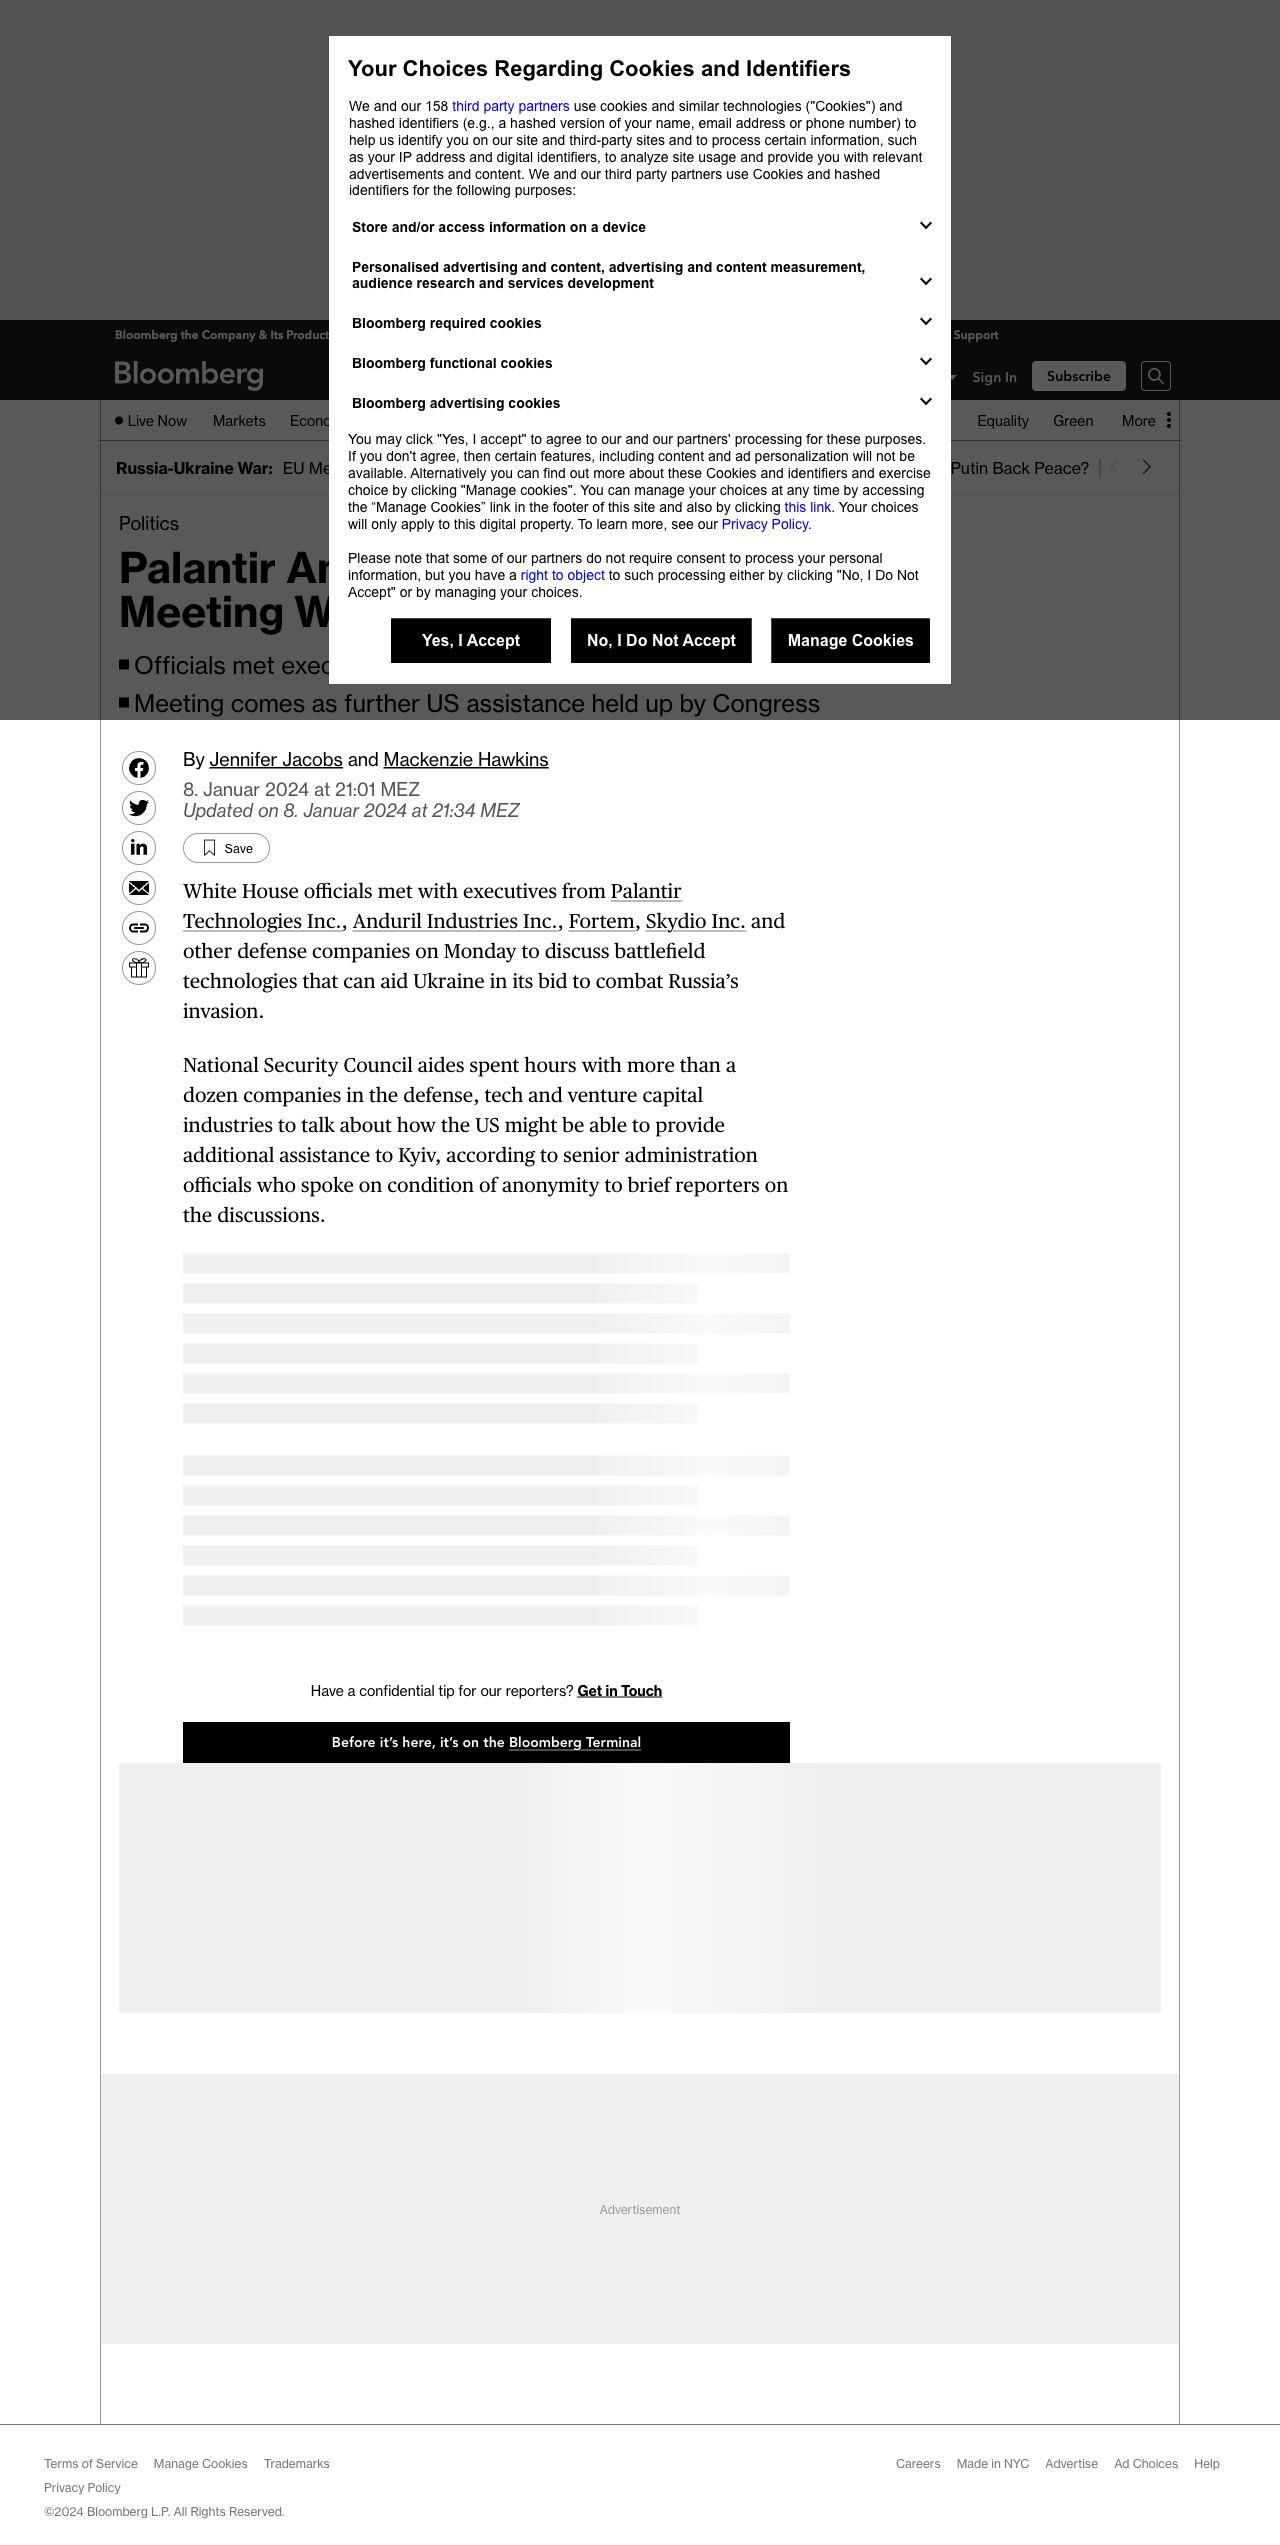 Your Choices Regarding Cookies and Identifiers
We and our 158 third party partners use cookies and similar technologies ("Cookies") and
hashed identifiers (e.g., a hashed version of your name, email address or phone number) to
help us identify you on our site and third-party sites and to process certain information, such
as your IP address and digital identifiers, to analyze site usage and provide you with relevant
advertisements and content. We and our third party partners use Cookies and hashed
identifiers for the following purposes:
Store and/or access information on a device
Personalised advertising and content, advertising and content measurement,
audience research and services development
Bloomberg required cookies
Bloomberg functional cookies
Bloomberg advertising cookies
You may click "Yes, I accept" to agree to our and our partners' processing for these purposes.
If you don't agree, then certain features, including content and ad personalization will not be
available. Alternatively you can find out more about these Cookies and identifiers and exercise
choice by clicking "Manage cookies". You can manage your choices at any time by accessing
the “Manage Cookies” link in the footer of this site and also by clicking this link. Your choices
will only apply to this digital property. To learn more, see our Privacy Policy.
Please note that some of our partners do not require consent to process your personal
information, but you have a right to object to such processing either by clicking "No, I Do Not
Accept" or by managing your choices.
Yes, I Accept No, I Do Not Accept Manage Cookies
Bloomberg the Company & Its Product Support
Bloomberg Sign In Subscribe
Live Now Markets Econo Equality Green More
Russia-Ukraine War: EU Me Putin Back Peace?
Politics
Palantir An
Meeting W
Officials met exec
Meeting comes as further US assistance held up by Congress
By Jennifer Jacobs and Mackenzie Hawkins
8. Januar 2024 at 21:01 MEZ
Updated on 8. Januar 2024 at 21:34 MEZ
in
Save
White House officials met with executives from Palantir
Technologies Inc., Anduril Industries Inc., Fortem, Skydio Inc. and
other defense companies on Monday to discuss battlefield
technologies that can aid Ukraine in its bid to combat Russia’s
invasion.
National Security Council aides spent hours with more than a
dozen companies in the defense, tech and venture capital
industries to talk about how the US might be able to provide
additional assistance to Kyiv, according to senior administration
officials who spoke on condition of anonymity to brief reporters on
the discussions.
Have a confidential tip for our reporters? Get in Touch
Before it’s here, it’s on the Bloomberg Terminal
Advertisement
Terms of Service Manage Cookies Trademarks Careers Made in NYC Advertise Ad Choices Help
Privacy Policy
©2024 Bloomberg L.P. All Rights Reserved.